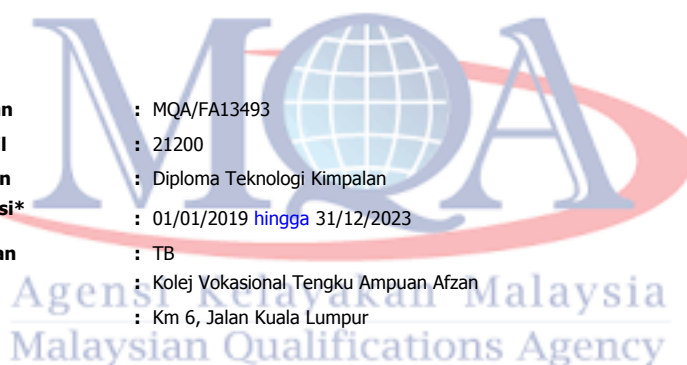 MQA
an : MQA/FA13493
l : 21200
n : Diploma Teknologi Kimpalan
si*
: 01/01/2019 hingga 31/12/2023
an : TB
: Kolej Vokasional Tengku Ampuan Afzan
Agensi Kelayakan Malaysia
: Km 6, Jalan Kuala Lumpur
Malaysian Qualifications Agency